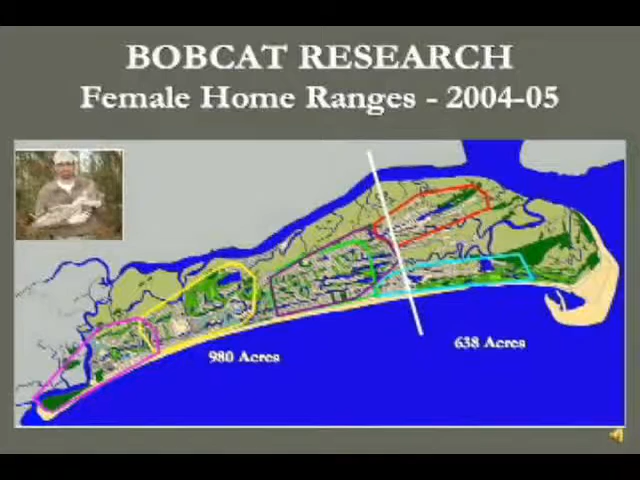 BOBCAT RESEARCH
Female Home Ranges - 2004-05
638 Acres
980 Acres